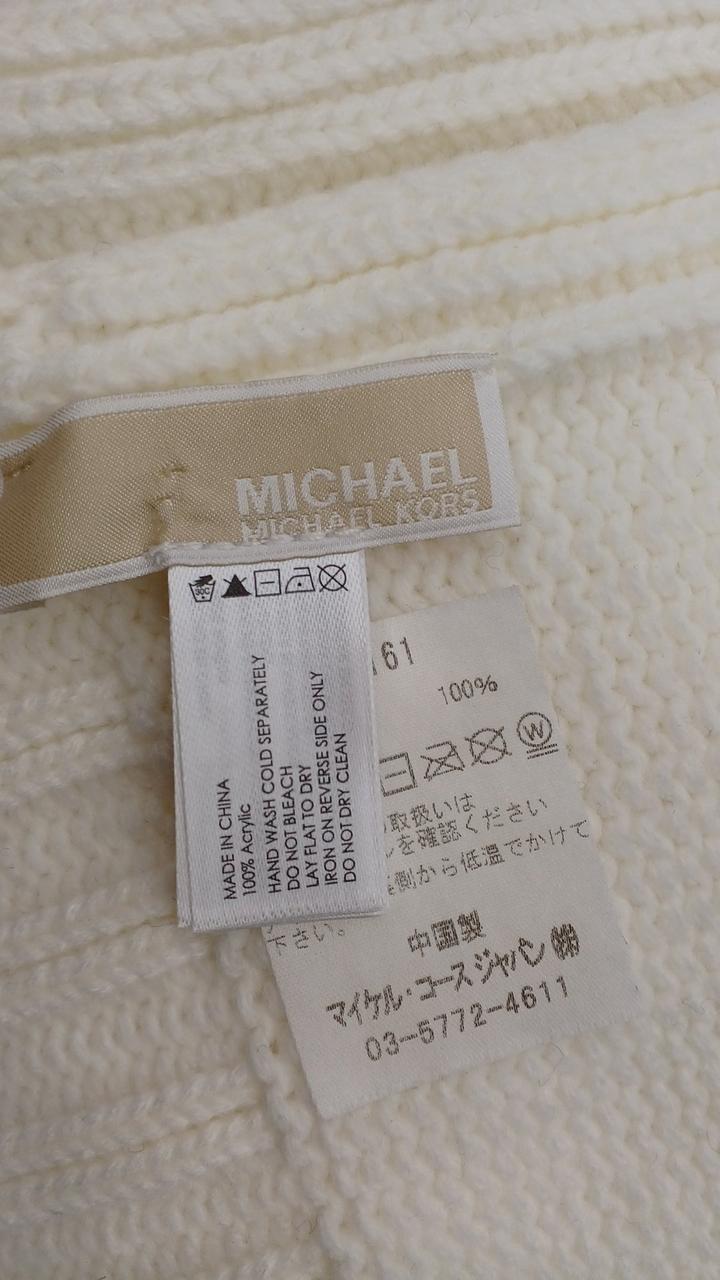 MICHAEL
MICHAEL KORS
30C
MADE IN CHINA
100% Acrylic
HAND WASH COLD SEPARATELY
DO NOT BLEACH
LAY FLAT TO DRY
IRON ON REVERSE SIDE ONLY
DO NOT DRY CLEAN
161
100%
W
取扱いは
を確認ください
側から低温でかけて
下さい。
中国製
マイケル・コースジャパン㈱
03-5772-4611